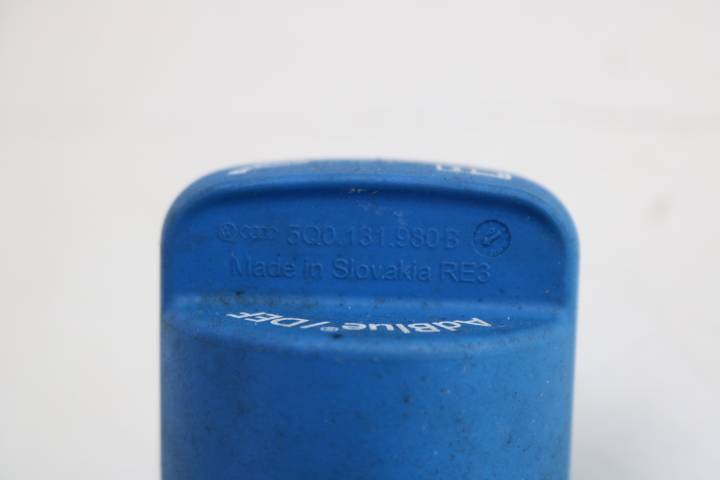 5Q0.131.980 B
Made in Slovakia RE3
AdBlue®/DEF